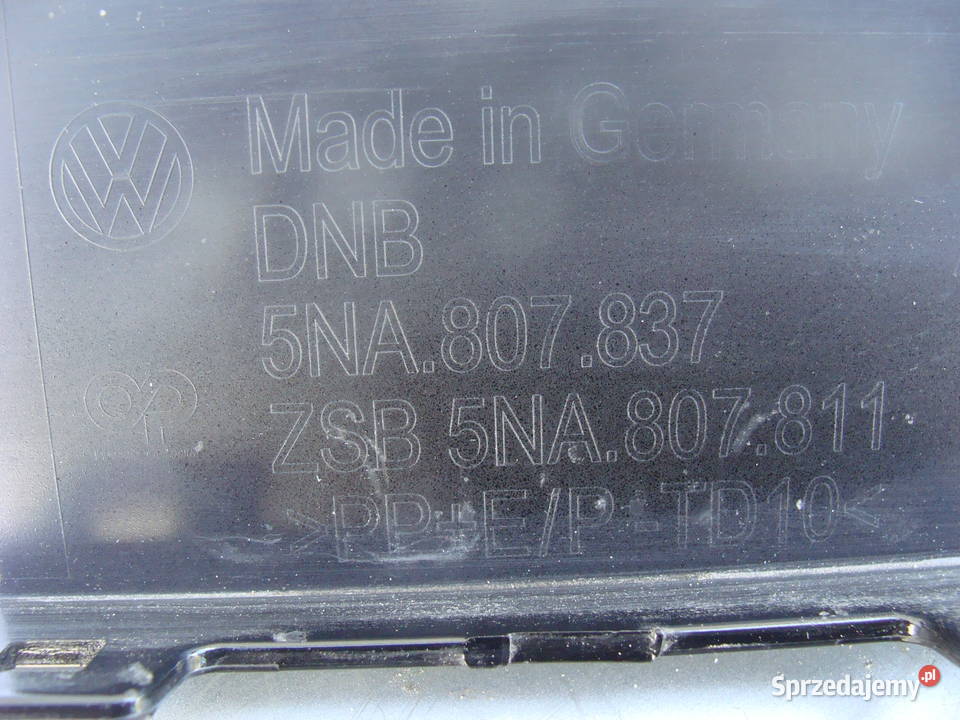 Made in Germany
DNB
5NA.807.837
ZSB 5NA.807.811
>PP+E/P-TD10<
Sprzedajemy.pl